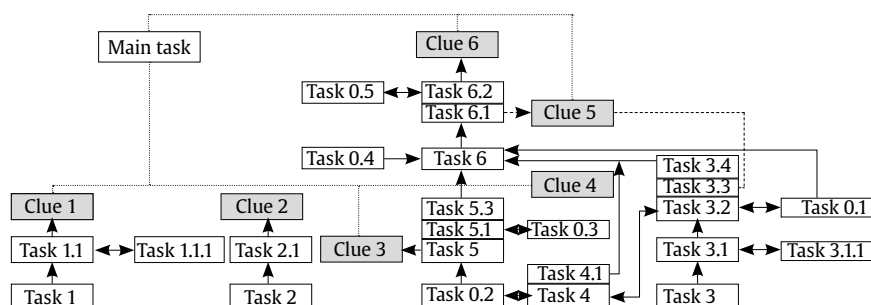 Clue 6
Main task
Task 0.5
Task 6.2
Task 6.1
Clue 5
Task 0.4
Task 6
Task 3.4
Clue 4
Task 3.3
Clue 1
Clue 2
Task 5.3
Task 3.2
Task 0.1
Task 5.1
Task 0.3
Task 1.1
Task 1.1.1
Task 2.1
Clue 3
Task 5
Task 3.1
Task 3.1.1
Task 4.1
Task 1
Task 2
Task 0.2
Task 4
Task 3